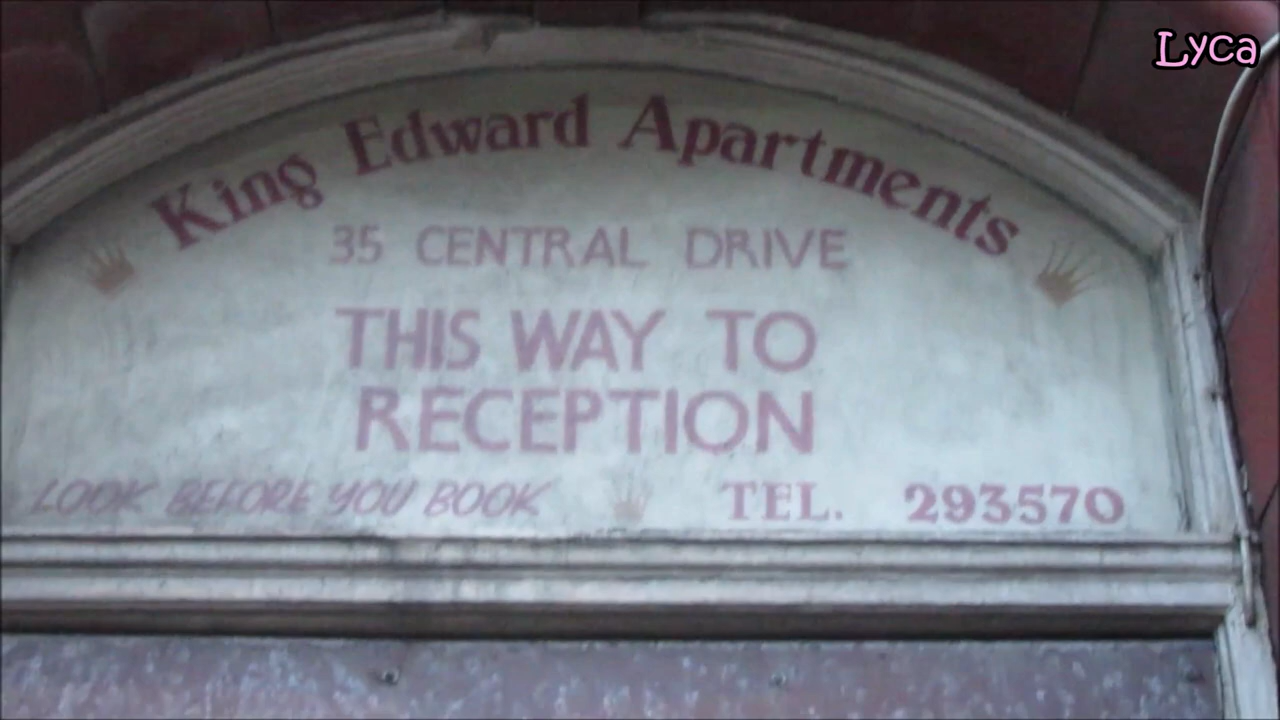 Lyca
King Edward Apartments
35 CENTRAL DRIVE
THIS WAY TO
RECEPTION
LOOK BEFORE YOU BOOK
TEL. 293570